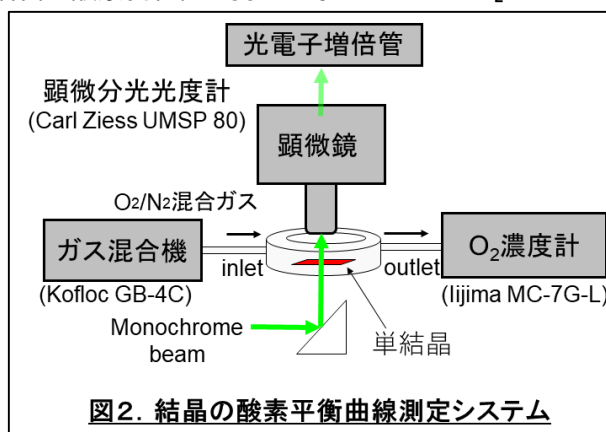 光電子増倍管
顕微分光光度計
(Carl Ziess UMSP 80)
顕微鏡
O2/N2混合ガス
ガス混合機
inlet
outlet
O₂濃度計
(Kofloc GB-4C)
(Iijima MC-7G-L)
Monochrome
beam
単結晶
図2. 結晶の酸素平衡曲線測定システム